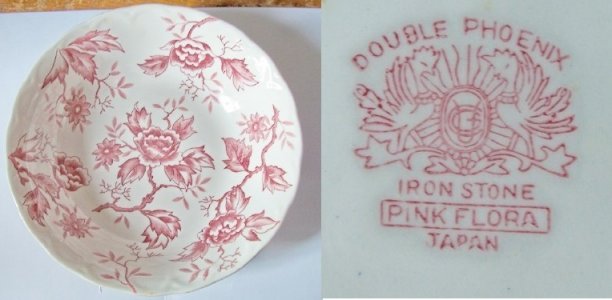 DOUBLE PHOENIX
IRON STONE
PINK FLORA
JAPAN